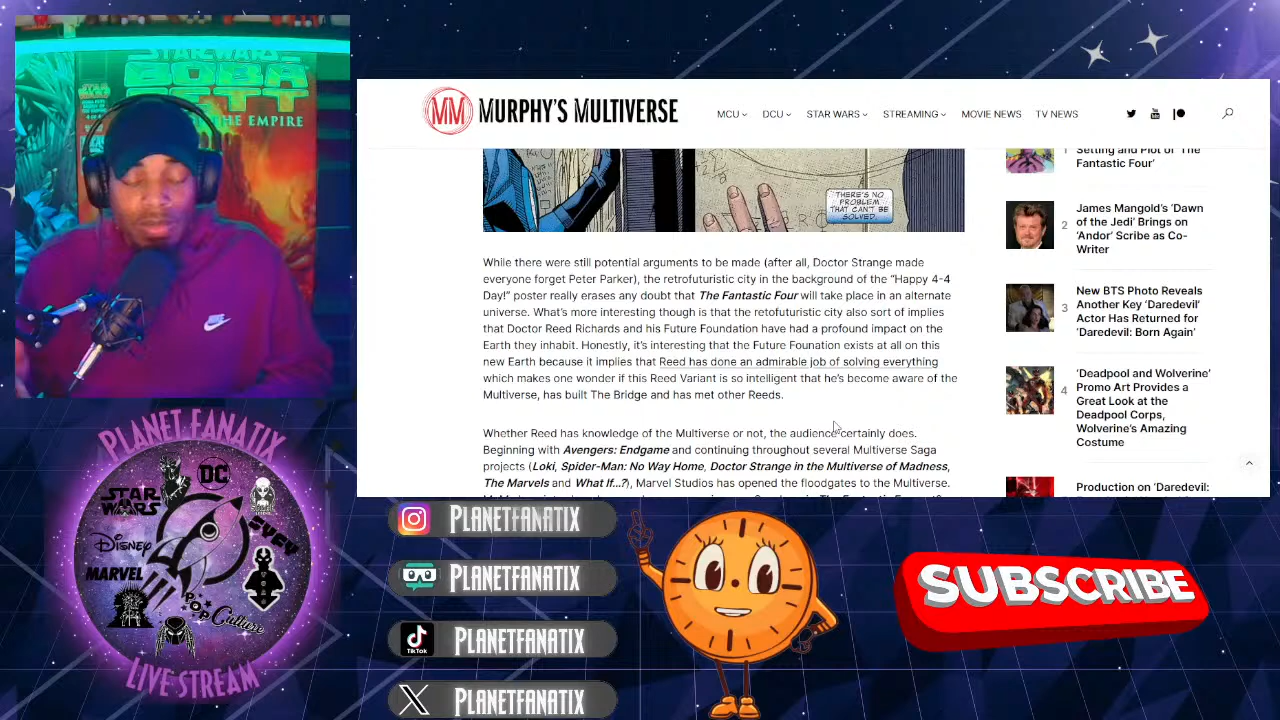 STAR WARS
BOBA
FETT
THE EMPIRE
MM MURPHY'S MULTIVERSE
MCU DCU STAR WARS STREAMING MOVIE NEWS TV NEWS
THERE'S NO
PROBLEM
THAT CAN'T BE
SOLVED.
While there were still potential arguments to be made (after all, Doctor Strange made
everyone forget Peter Parker), the retrofuturistic city in the background of the “Happy 4-4
Day!” poster really erases any doubt that The Fantastic Four will take place in an alternate
universe. What’s more interesting though is that the retofuturistic city also sort of implies
that Doctor Reed Richards and his Future Foundation have had a profound impact on the
Earth they inhabit. Honestly, it’s interesting that the Future Founation exists at all on this
new Earth because it implies that Reed has done an admirable job of solving everything
which makes one wonder if this Reed Variant is so intelligent that he’s become aware of the
Multiverse, has built The Bridge and has met other Reeds.
Whether Reed has knowledge of the Multiverse or not, the audience certainly does.
Beginning with Avengers: Endgame and continuing throughout several Multiverse Saga
projects (Loki, Spider-Man: No Way Home, Doctor Strange in the Multiverse of Madness,
The Marvels and What If...?), Marvel Studios has opened the floodgates to the Multiverse.
1
Setting and Plot of ‘The
Fantastic Four’
2
James Mangold’s ‘Dawn
of the Jedi’ Brings on
‘Andor’ Scribe as Co-
Writer
3
New BTS Photo Reveals
Another Key ‘Daredevil’
Actor Has Returned for
‘Daredevil: Born Again’
4
‘Deadpool and Wolverine’
Promo Art Provides a
Great Look at the
Deadpool Corps,
Wolverine’s Amazing
Costume
Production on ‘Daredevil:
PLANET FANATIX
DC
STAR WARS
Disney
MARVEL
POP Culture
LIVE STREAM
PLANETFANATIX
PLANETFANATIX
TikTok
PLANETFANATIX
X PLANETFANATIX
SUBSCRIBE